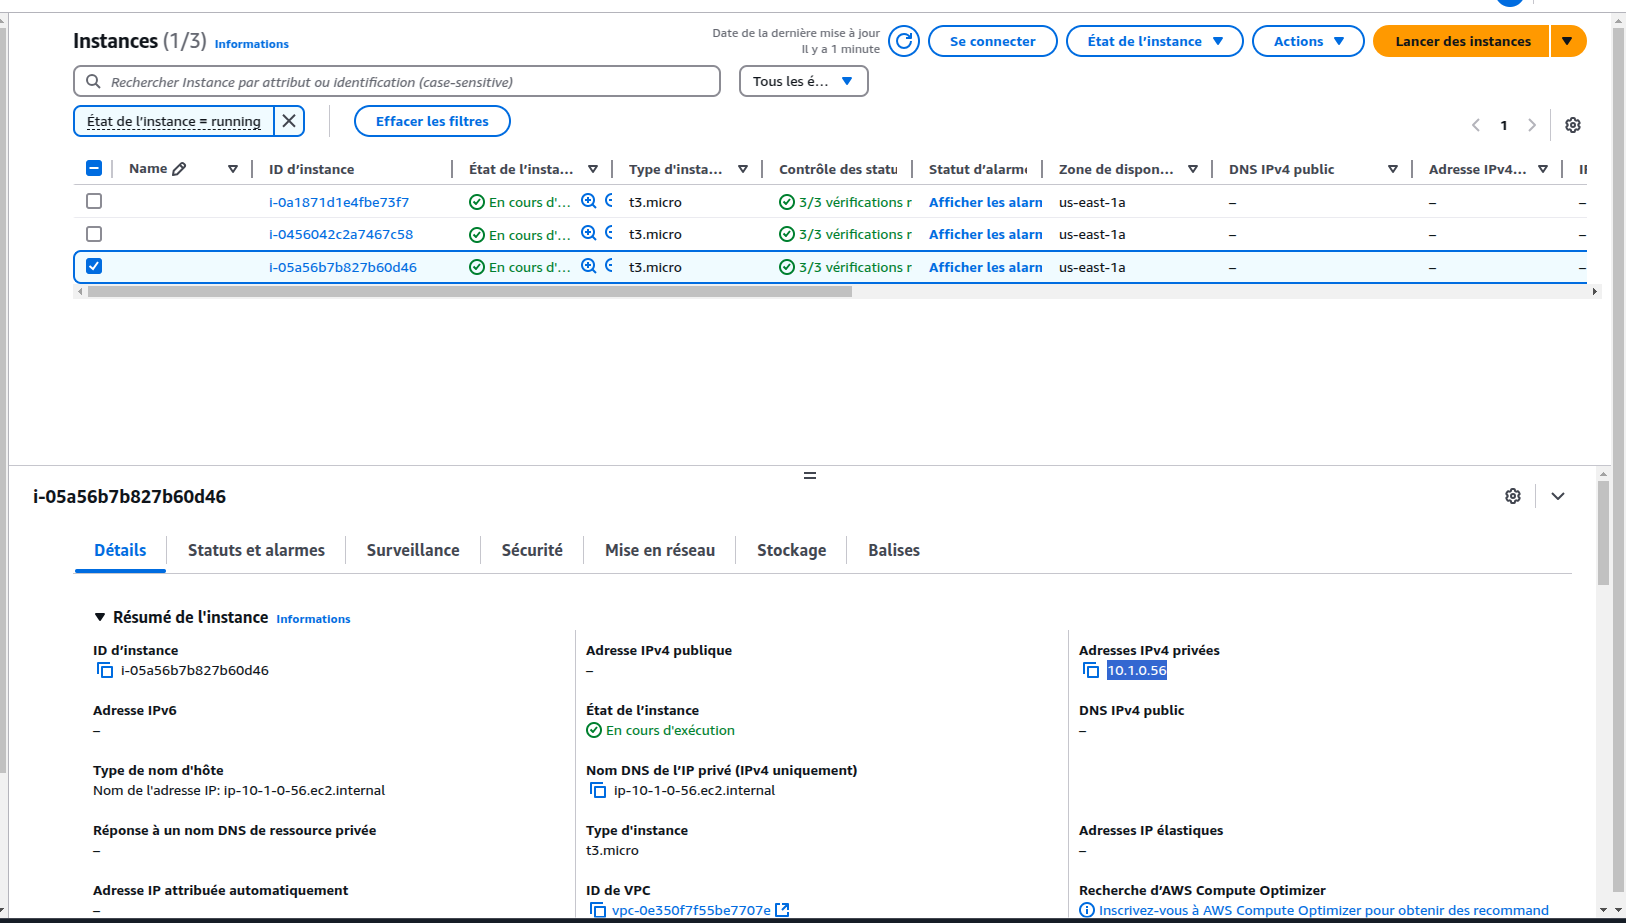 Instances (1/3) Informations
Date de la dernière mise à jour
Il y a 1 minute
Se connecter
État de l'instance
Actions
Lancer des instances
Rechercher Instance par attribut ou identification (case-sensitive)
Tous les é...
État de l'instance = running
Effacer les filtres
1
Name ID d'instance État de l'insta... Type d'insta... Contrôle des statu Statut d'alarme Zone de dispon... DNS IPv4 public Adresse IPv4...
i-0a1871d1e4fbe73f7 En cours d'... t3.micro 3/3 vérifications r Afficher les alarn us-east-1a – – –
i-0456042c2a7467c58 En cours d'... t3.micro 3/3 vérifications r Afficher les alarn us-east-1a – – –
i-05a56b7b827b60d46 En cours d'... t3.micro 3/3 vérifications r Afficher les alarn us-east-1a – – –
i-05a56b7b827b60d46
Détails Statuts et alarmes Surveillance Sécurité Mise en réseau Stockage Balises
Résumé de l'instance Informations
ID d'instance
i-05a56b7b827b60d46
Adresse IPv4 publique
–
Adresses IPv4 privées
10.1.0.56
Adresse IPv6
–
État de l'instance
En cours d'exécution
DNS IPv4 public
–
Type de nom d'hôte
Nom de l'adresse IP: ip-10-1-0-56.ec2.internal
Nom DNS de l'IP privé (IPv4 uniquement)
ip-10-1-0-56.ec2.internal
Réponse à un nom DNS de ressource privée
–
Type d'instance
t3.micro
Adresses IP élastiques
–
Adresse IP attribuée automatiquement
–
ID de VPC
vpc-0e350f7f55be7707e
Recherche d'AWS Compute Optimizer
Inscrivez-vous à AWS Compute Optimizer pour obtenir des recommand